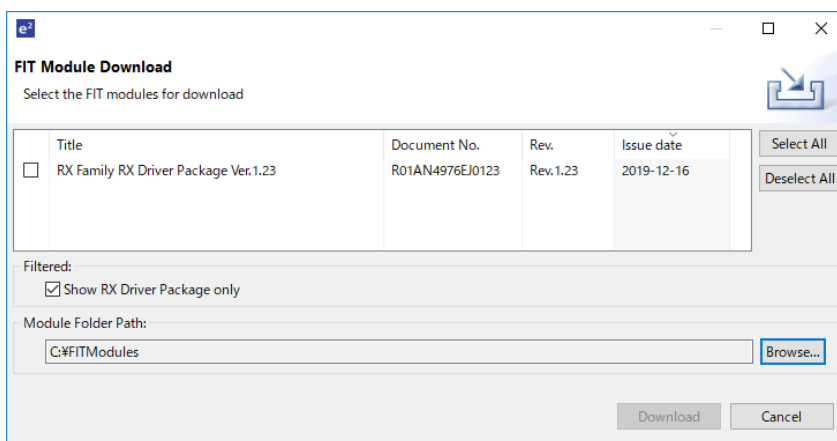 e²
FIT Module Download
Select the FIT modules for download
Title Document No. Rev. Issue date
RX Family RX Driver Package Ver.1.23 R01AN4976EJ0123 Rev.1.23 2019-12-16
Select All
Deselect All
Filtered:
Show RX Driver Package only
Module Folder Path:
C:¥FITModules
Browse...
Download Cancel